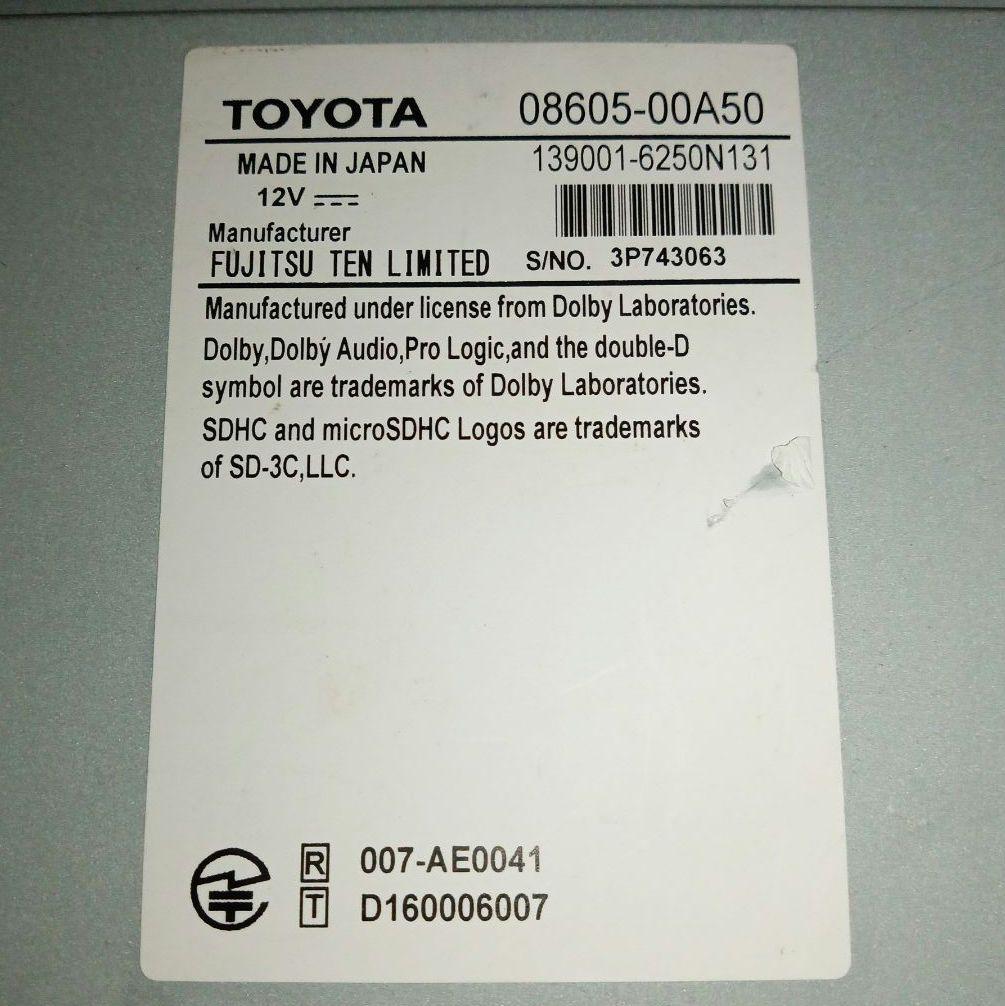 TOYOTA 08605-00A50
MADE IN JAPAN 139001-6250N131
12V
Manufacturer
FUJITSU TEN LIMITED S/NO. 3P743063
Manufactured under license from Dolby Laboratories.
Dolby,Dolby Audio,Pro Logic,and the double-D
symbol are trademarks of Dolby Laboratories.
SDHC and microSDHC Logos are trademarks
of SD-3C,LLC.
R 007-AE0041
T D160006007